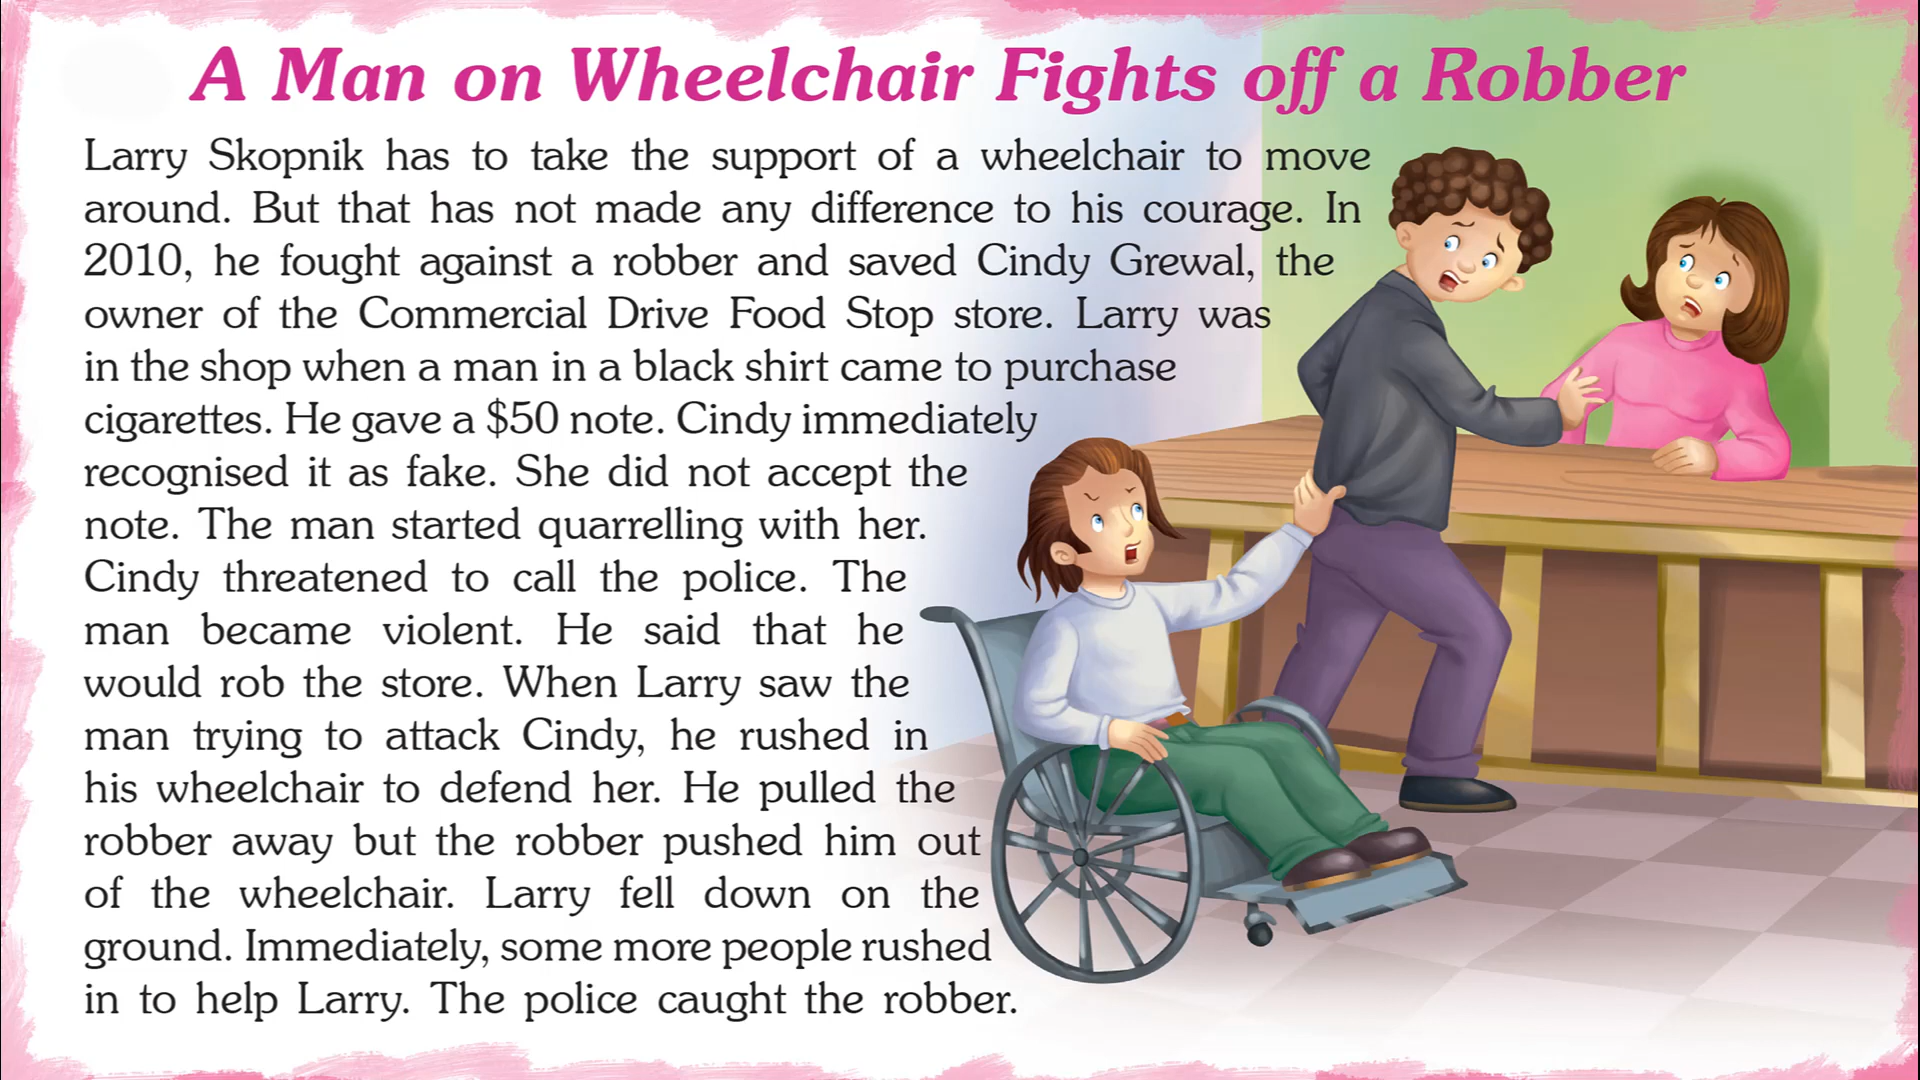 A Man on Wheelchair Fights off a Robber
Larry Skopnik has to take the support of a wheelchair to move
around. But that has not made any difference to his courage. In
2010, he fought against a robber and saved Cindy Grewal, the
owner of the Commercial Drive Food Stop store. Larry was
in the shop when a man in a black shirt came to purchase
cigarettes. He gave a $50 note. Cindy immediately
recognised it as fake. She did not accept the
note. The man started quarrelling with her.
Cindy threatened to call the police. The
man became violent. He said that he
would rob the store. When Larry saw the
man trying to attack Cindy, he rushed in
his wheelchair to defend her. He pulled the
robber away but the robber pushed him out
of the wheelchair. Larry fell down on the
ground. Immediately, some more people rushed
in to help Larry. The police caught the robber.